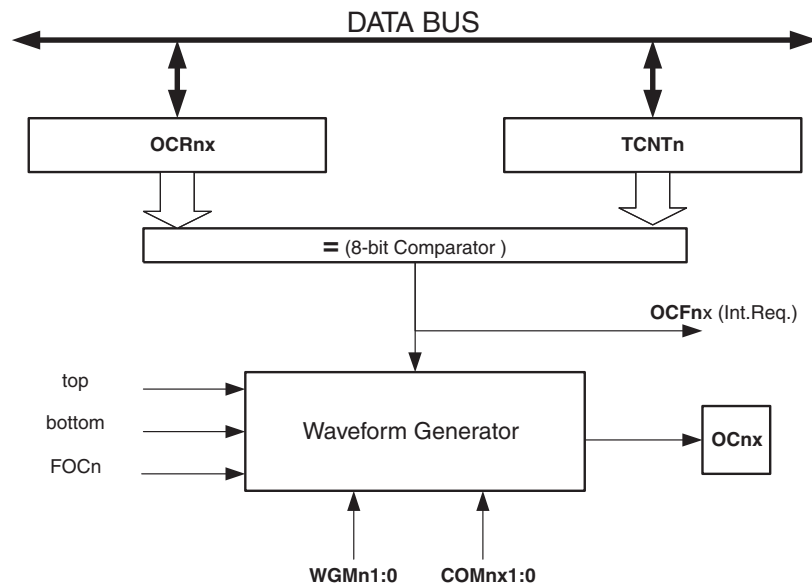 DATA BUS
OCRnx
TCNTn
= (8-bit Comparator )
OCFnx (Int.Req.)
top
bottom
FOCn
Waveform Generator
OCnx
WGMn1:0
COMnx1:0